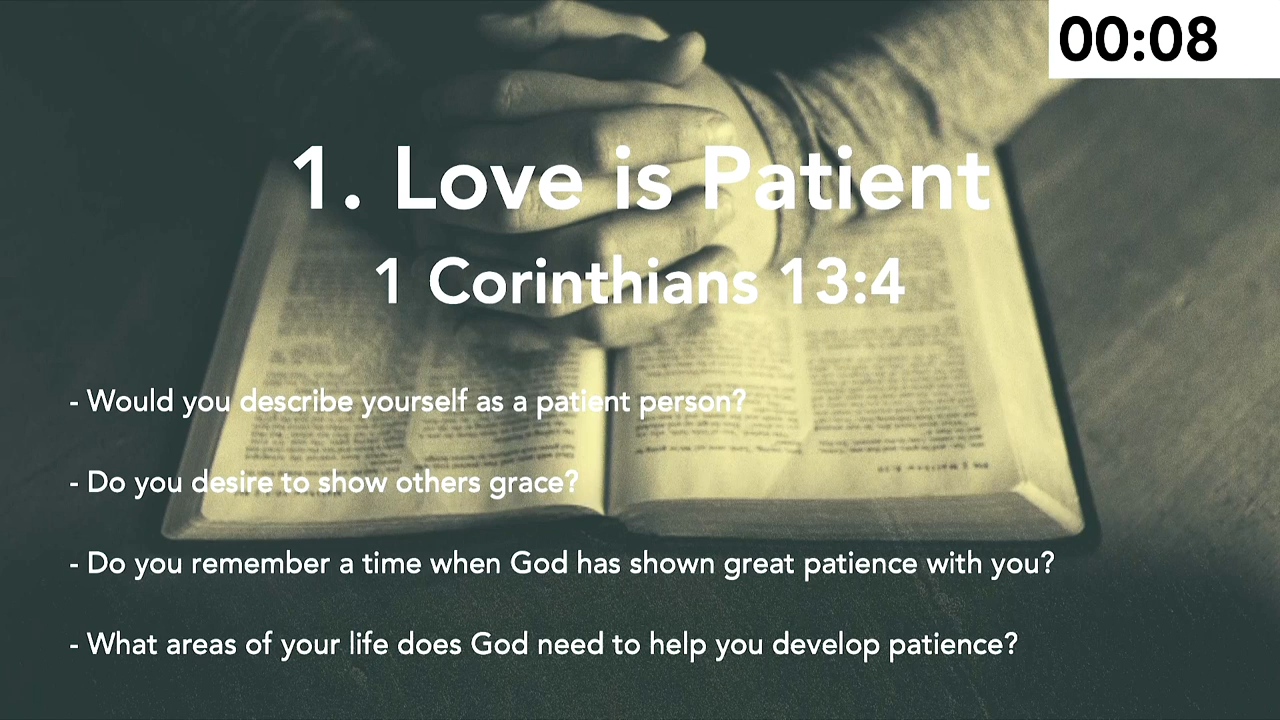 00:08
1. Love is Patient
1 Corinthians 13:4
- Would you describe yourself as a patient person?
- Do you desire to show others grace?
- Do you remember a time when God has shown great patience with you?
- What areas of your life does God need to help you develop patience?